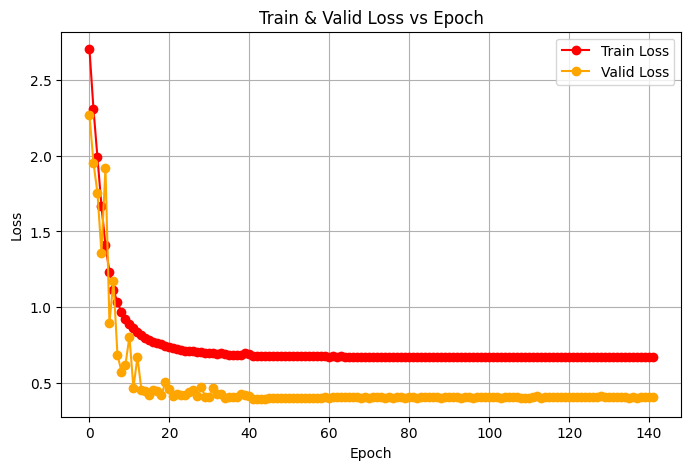 Train & Valid Loss vs Epoch
Train Loss
Valid Loss
Loss
2.5
2.0
1.5
1.0
0.5
0 20 40 60 80 100 120 140
Epoch